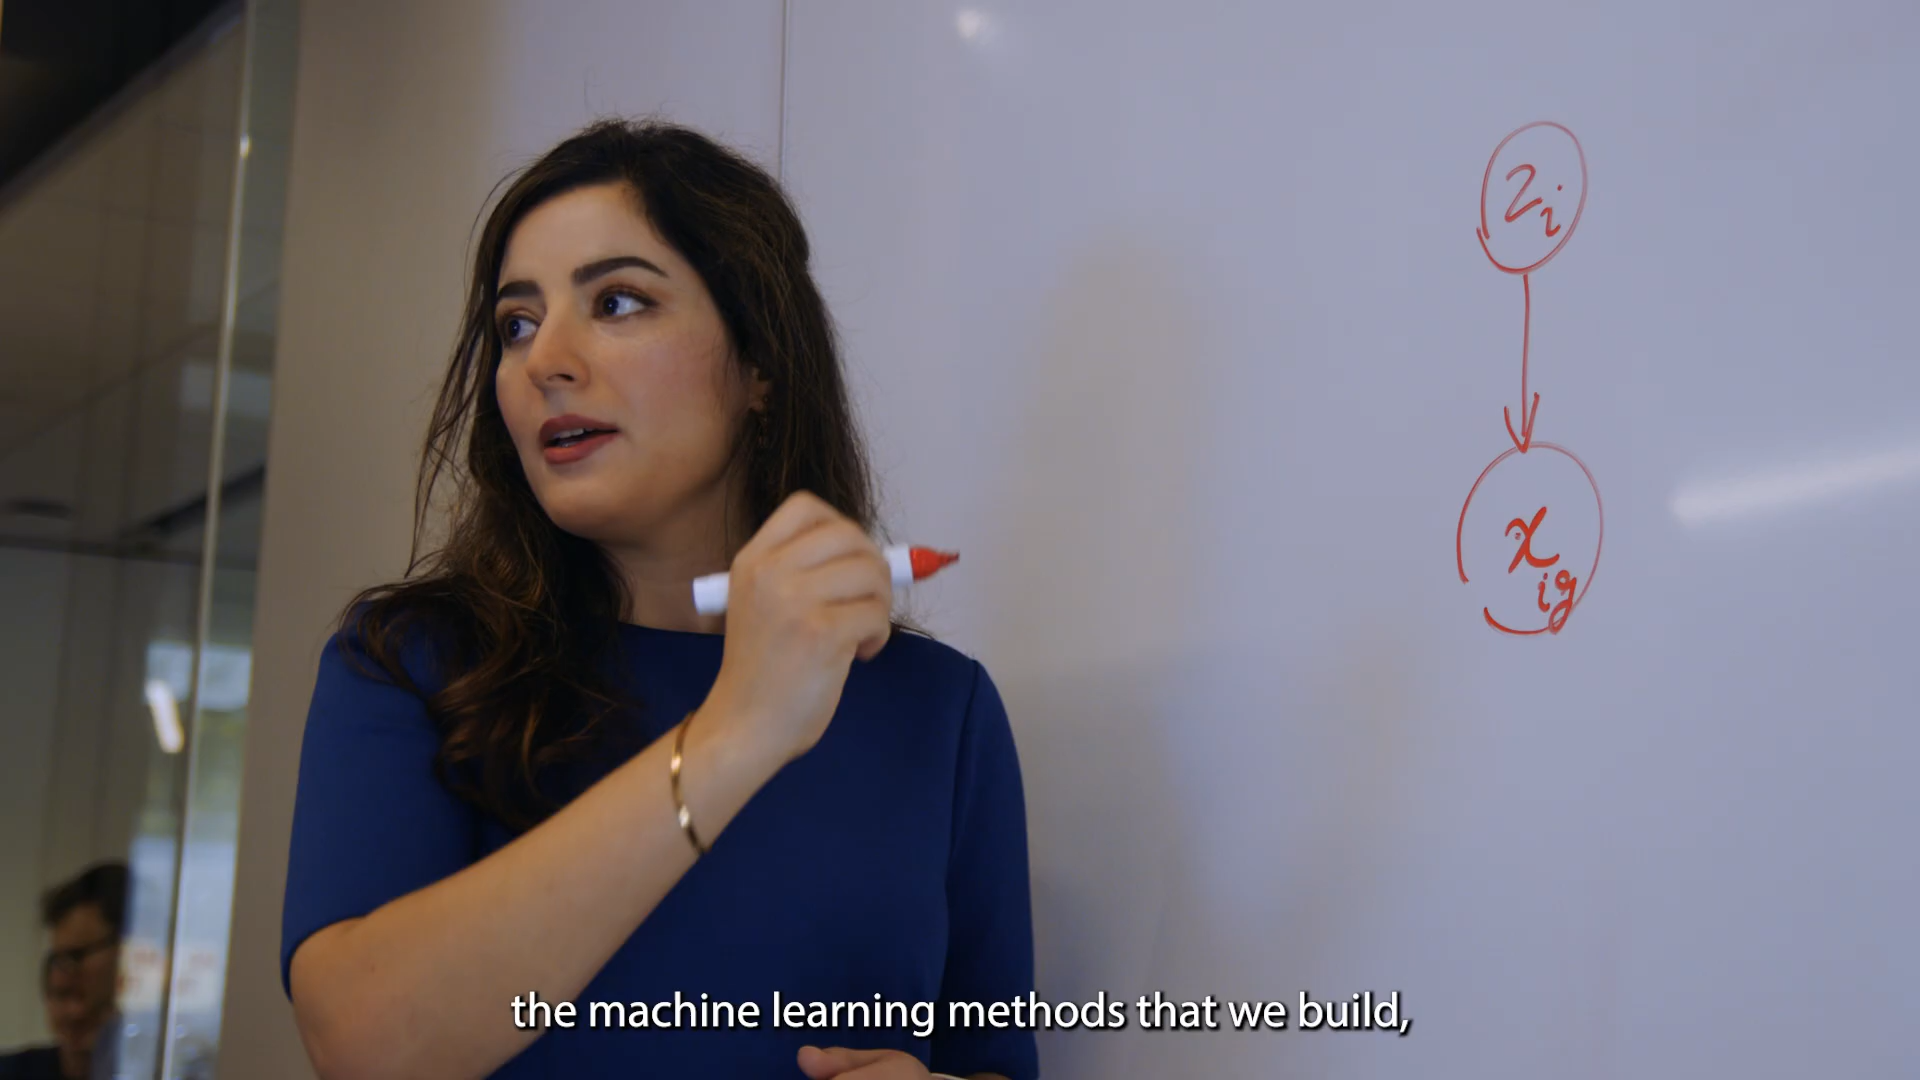 z_i
x_ig
the machine learning methods that we build,